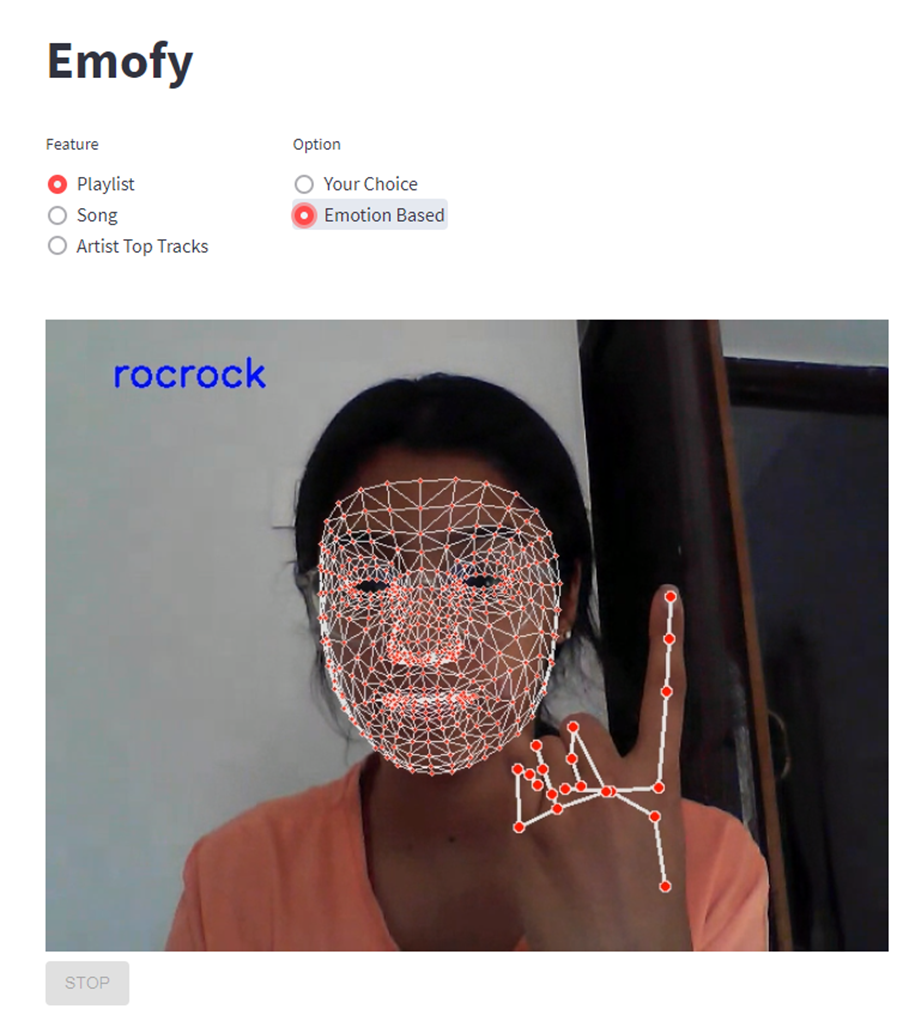 Emofy
Feature
Playlist
Song
Artist Top Tracks
Option
Your Choice
Emotion Based
rocrock
STOP